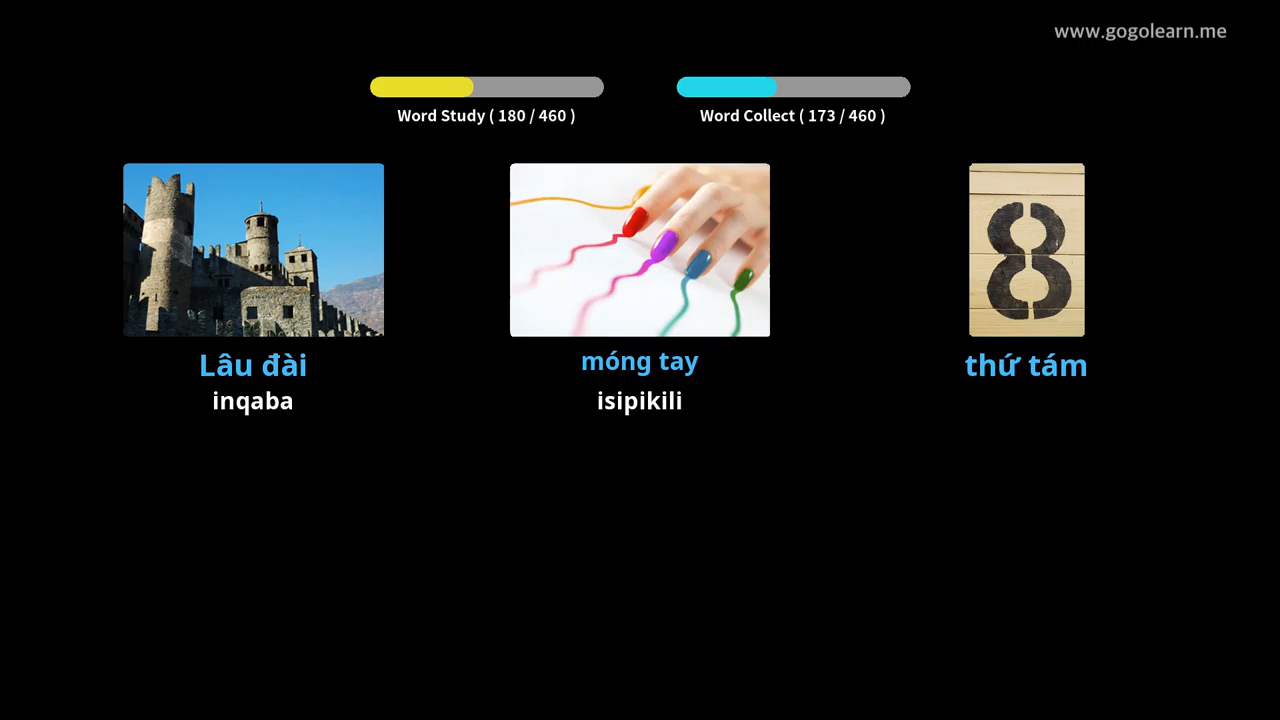 www.gogolearn.me
Word Study ( 180 / 460 )
Word Collect ( 173 / 460 )
8
Lâu đài
móng tay
thứ tám
inqaba
isipikili